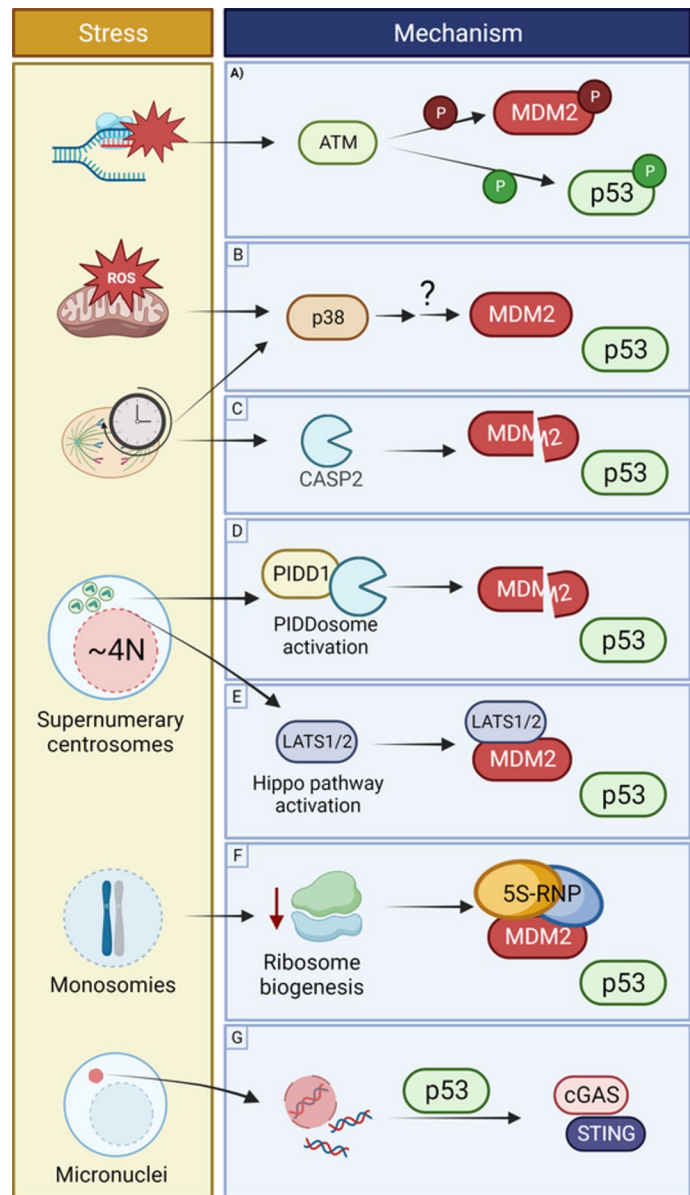 Stress
Mechanism
A)
ATM
P
MDM2
P
P
p53
P
ROS
B
p38
?
MDM2
p53
C
CASP2
MDM2
p53
~4N
Supernumerary
centrosomes
D
PIDD1
PIDDosome
activation
MDM2
p53
E
LATS1/2
Hippo pathway
activation
LATS1/2
MDM2
p53
Monosomies
F
Ribosome
biogenesis
5S-RNP
MDM2
p53
Micronuclei
G
p53
cGAS
STING